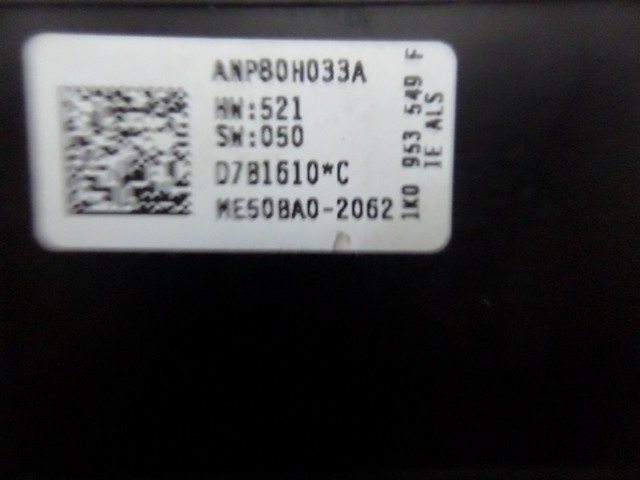 ANP80H033A
HW:521
SW:050
D7B1610*C
ME50BA0-2062
1K0 953 549 F
IE ALS